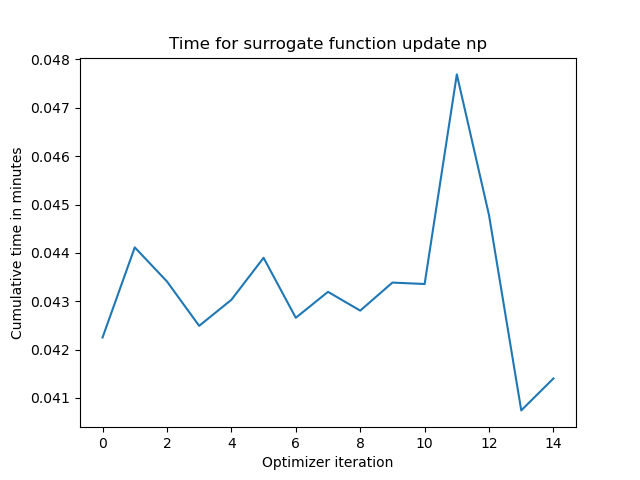 Time for surrogate function update np
Cumulative time in minutes
0.048
0.047
0.046
0.045
0.044
0.043
0.042
0.041
0 2 4 6 8 10 12 14
Optimizer iteration